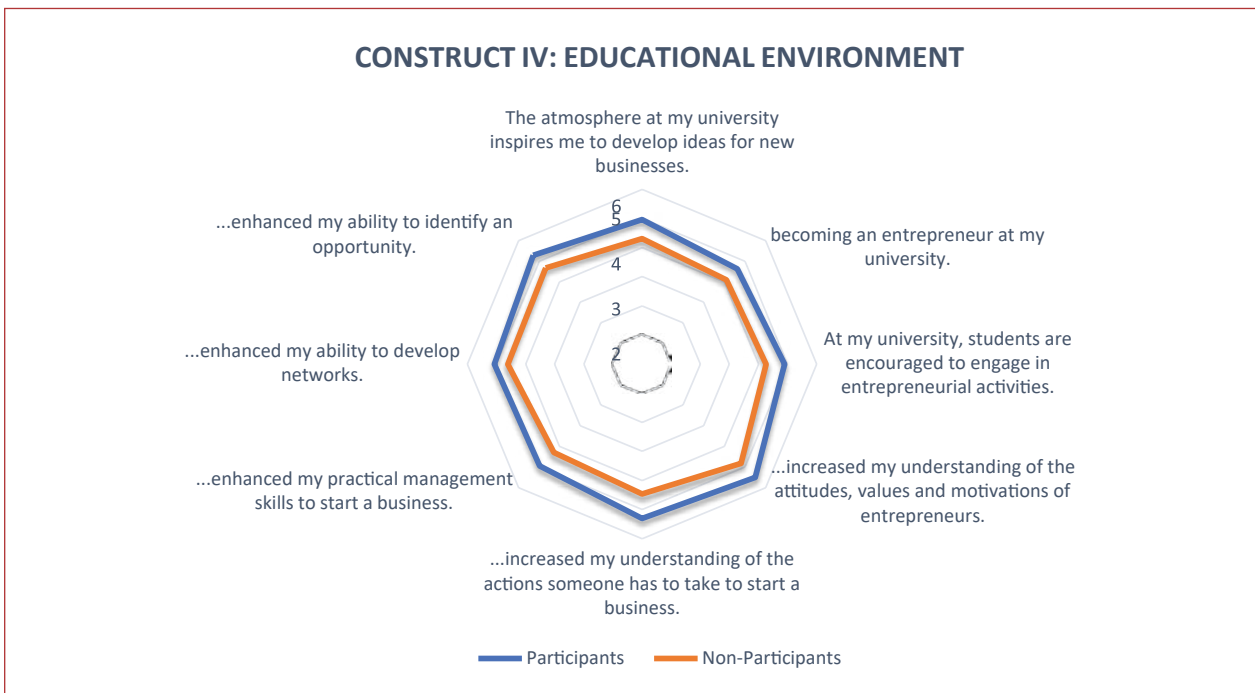 CONSTRUCT IV: EDUCATIONAL ENVIRONMENT
The atmosphere at my university
inspires me to develop ideas for new
businesses.
becoming an entrepreneur at my
university.
At my university, students are
encouraged to engage in
entrepreneurial activities.
...increased my understanding of the
attitudes, values and motivations of
entrepreneurs.
...increased my understanding of the
actions someone has to take to start a
business.
...enhanced my practical management
skills to start a business.
...enhanced my ability to develop
networks.
...enhanced my ability to identify an
opportunity.
6
5
4
3
2
Participants
Non-Participants